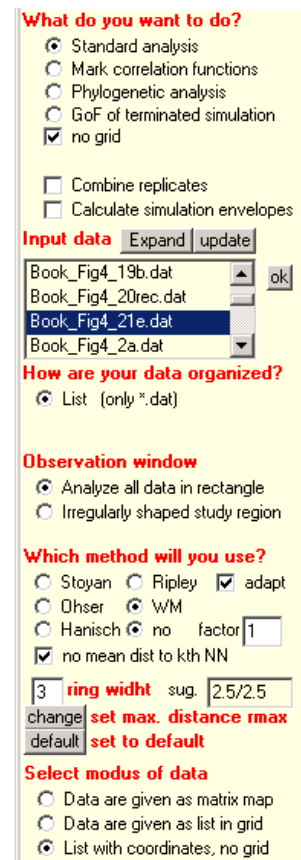 What do you want to do?
Standard analysis
Mark correlation functions
Phylogenetic analysis
GoF of terminated simulation
no grid
Combine replicates
Calculate simulation envelopes
Input data Expand update
Book_Fig4_19b.dat ok
Book_Fig4_20rec.dat
Book_Fig4_21e.dat
Book_Fig4_2a.dat
How are your data organized?
List (only *.dat)
Observation window
Analyze all data in rectangle
Irregularly shaped study region
Which method will you use?
Stoyan Ripley adapt
Ohser WM
Hanisch no factor 1
no mean dist to kth NN
3 ring widht sug. 2.5/2.5
change set max. distance rmax
default set to default
Select modus of data
Data are given as matrix map
Data are given as list in grid
List with coordinates, no grid